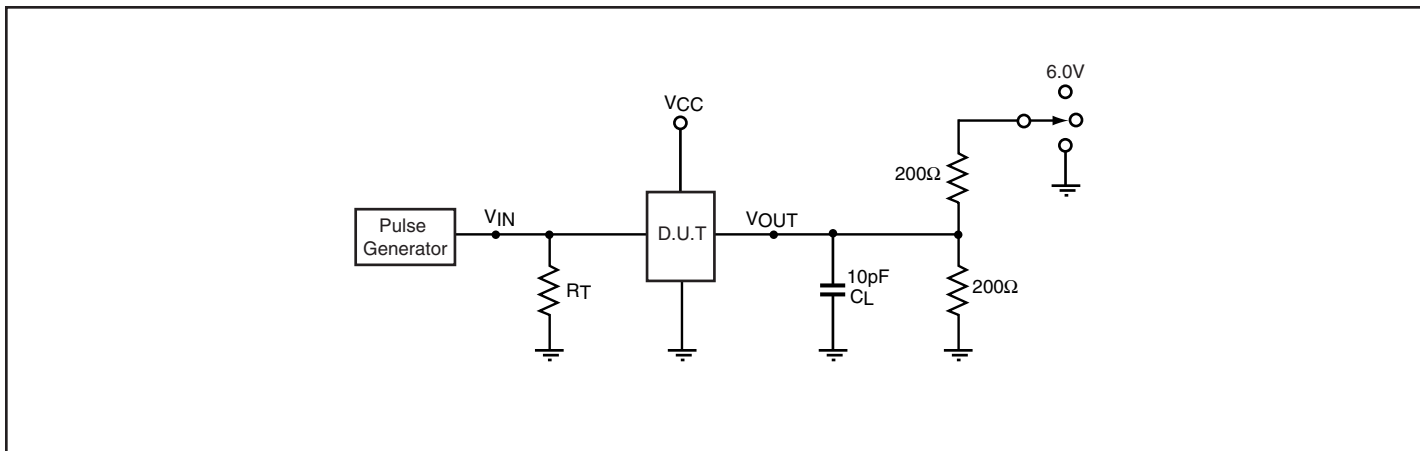 6.0V
VCC
200Ω
Pulse
Generator
VIN
D.U.T
VOUT
RT
10pF
CL
200Ω